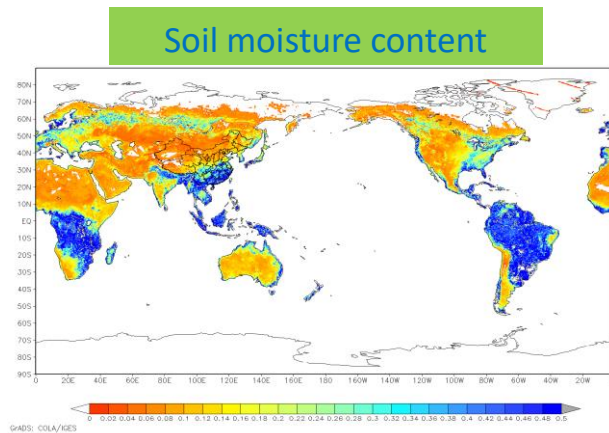 Soil moisture content
80N
70N
60N
50N
40N
30N
20N
10N
EQ
10S
20S
30S
40S
50S
60S
70S
80S
90S
0 20E 40E 60E 80E 100E 120E 140E 160E 180 160W 140W 120W 100W 80W 60W 40W 20W 0
0 0.02 0.04 0.06 0.08 0.1 0.12 0.14 0.16 0.18 0.2 0.22 0.24 0.26 0.28 0.3 0.32 0.34 0.36 0.38 0.4 0.42 0.44 0.46 0.48 0.5
GrADS: COLA/IGES